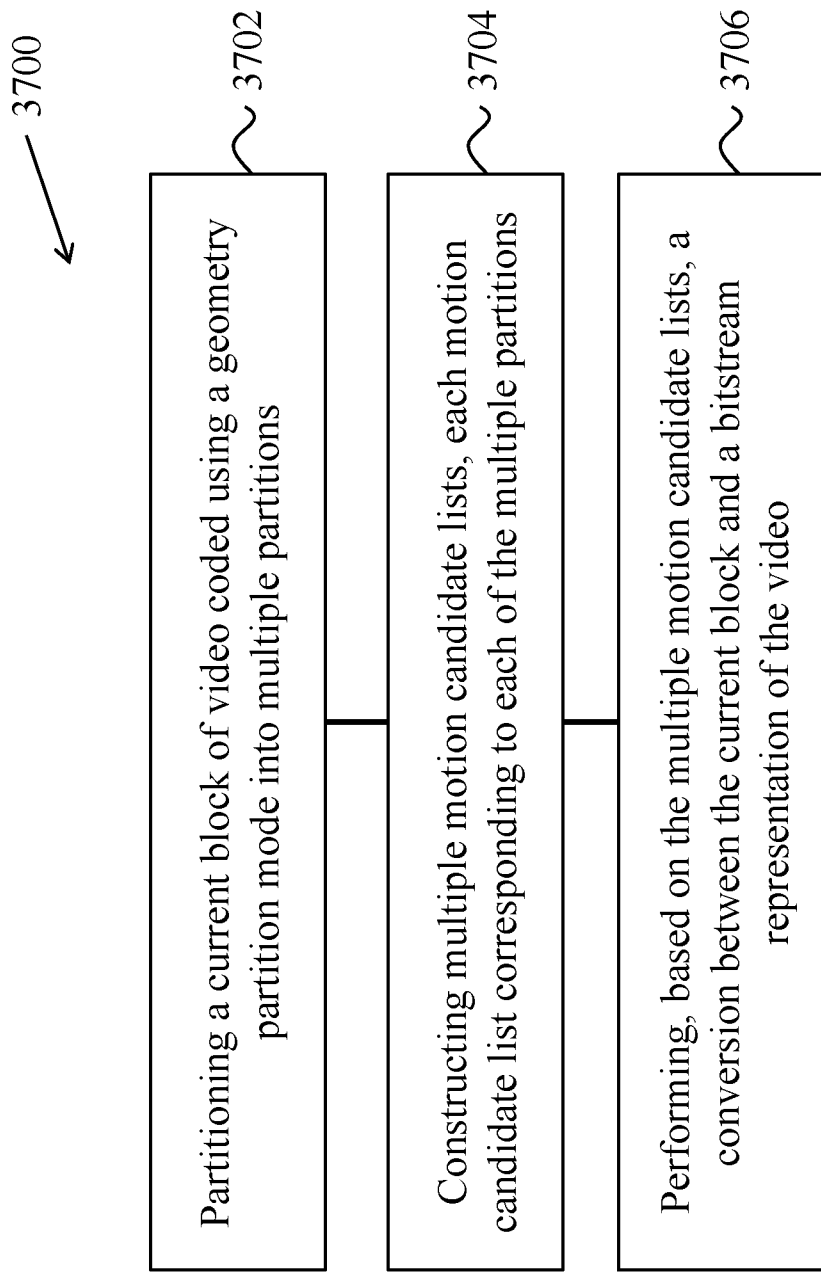 3700
Partitioning a current block of video coded using a geometry
partition mode into multiple partitions
3702
Constructing multiple motion candidate lists, each motion
candidate list corresponding to each of the multiple partitions
3704
Performing, based on the multiple motion candidate lists, a
conversion between the current block and a bitstream
representation of the video
3706